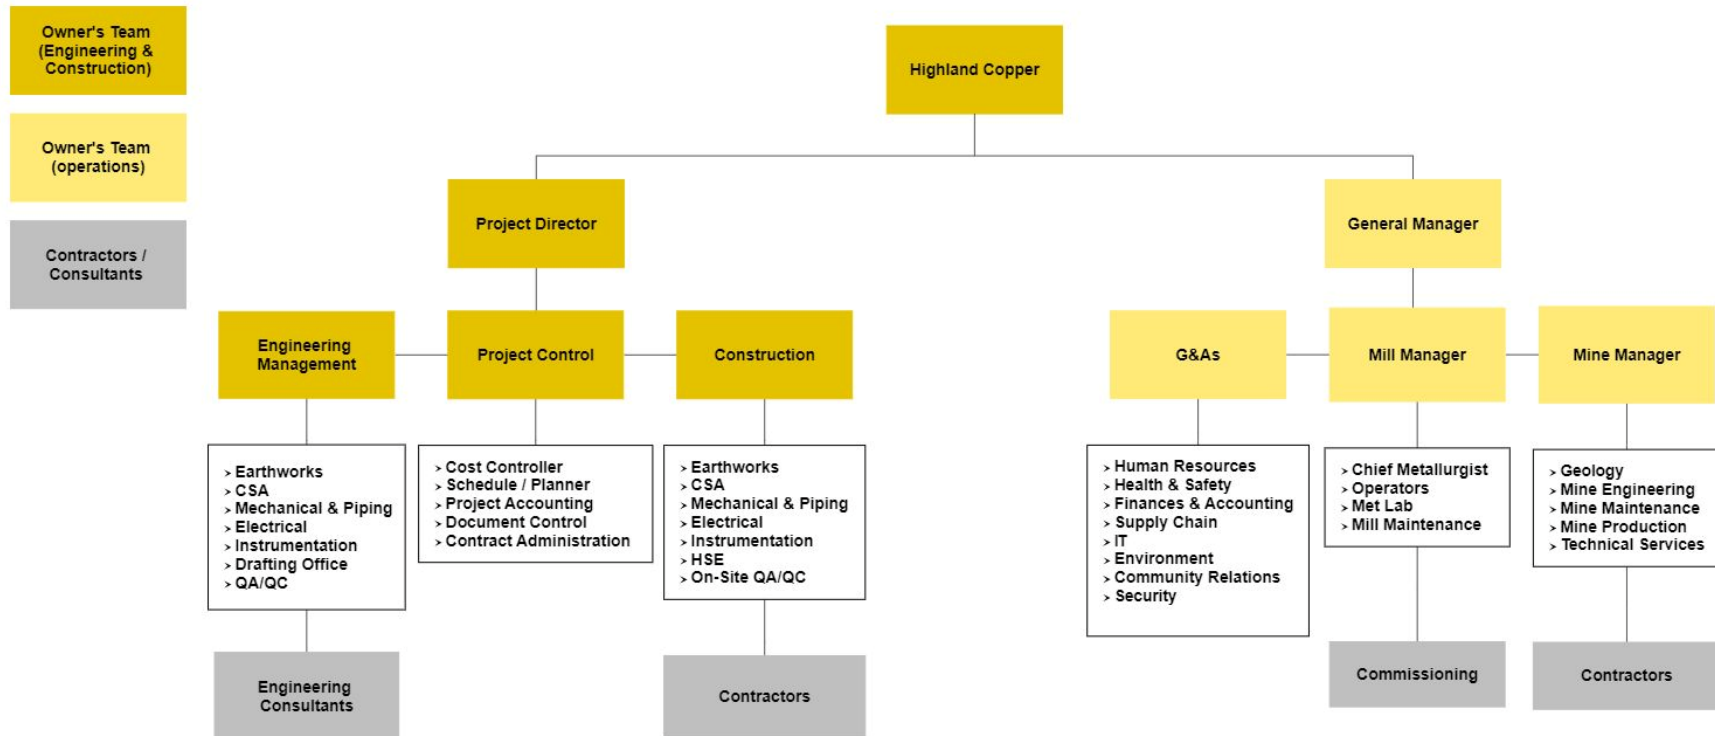 Owner's Team
(Engineering &
Construction)
Owner's Team
(operations)
Contractors /
Consultants
Highland Copper
Project Director
General Manager
Engineering
Management
Project Control
Construction
G&As
Mill Manager
Mine Manager
> Earthworks
> CSA
> Mechanical & Piping
> Electrical
> Instrumentation
> Drafting Office
> QA/QC
> Cost Controller
> Schedule / Planner
> Project Accounting
> Document Control
> Contract Administration
> Earthworks
> CSA
> Mechanical & Piping
> Electrical
> Instrumentation
> HSE
> On-Site QA/QC
> Human Resources
> Health & Safety
> Finances & Accounting
> Supply Chain
> IT
> Environment
> Community Relations
> Security
> Chief Metallurgist
> Operators
> Met Lab
> Mill Maintenance
> Geology
> Mine Engineering
> Mine Maintenance
> Mine Production
> Technical Services
Engineering
Consultants
Contractors
Commissioning
Contractors